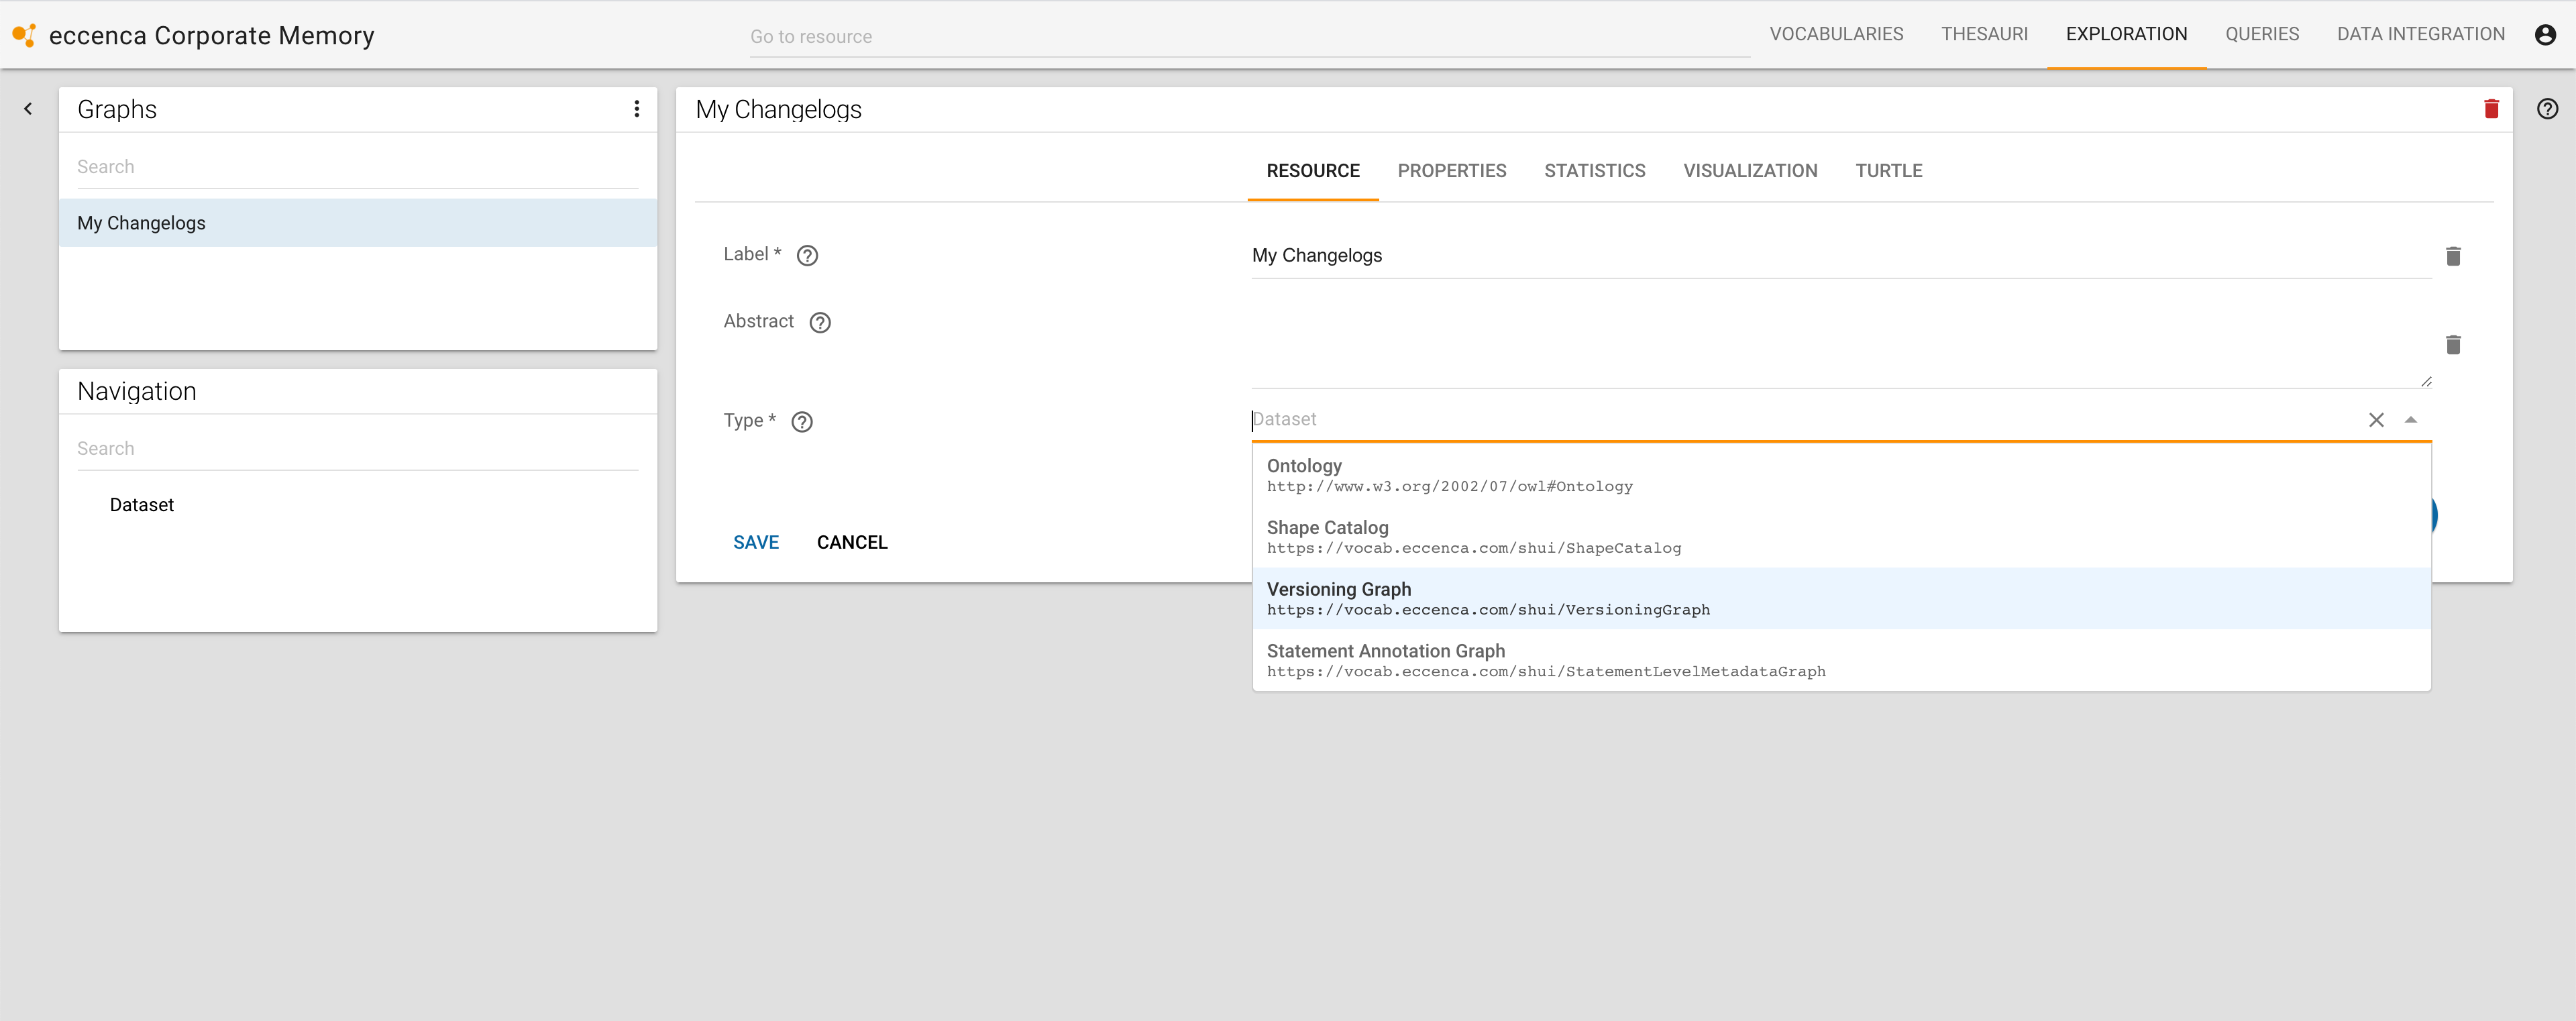 eccenca Corporate Memory
Go to resource
VOCABULARIES
THESAURI
EXPLORATION
QUERIES
DATA INTEGRATION
Graphs
Search
My Changelogs
Navigation
Search
Dataset
My Changelogs
RESOURCE
PROPERTIES
STATISTICS
VISUALIZATION
TURTLE
Label *
My Changelogs
Abstract
Type *
Dataset
Ontology
http://www.w3.org/2002/07/owl#Ontology
Shape Catalog
https://vocab.eccenca.com/shui/ShapeCatalog
Versioning Graph
https://vocab.eccenca.com/shui/VersioningGraph
Statement Annotation Graph
https://vocab.eccenca.com/shui/StatementLevelMetadataGraph
SAVE
CANCEL